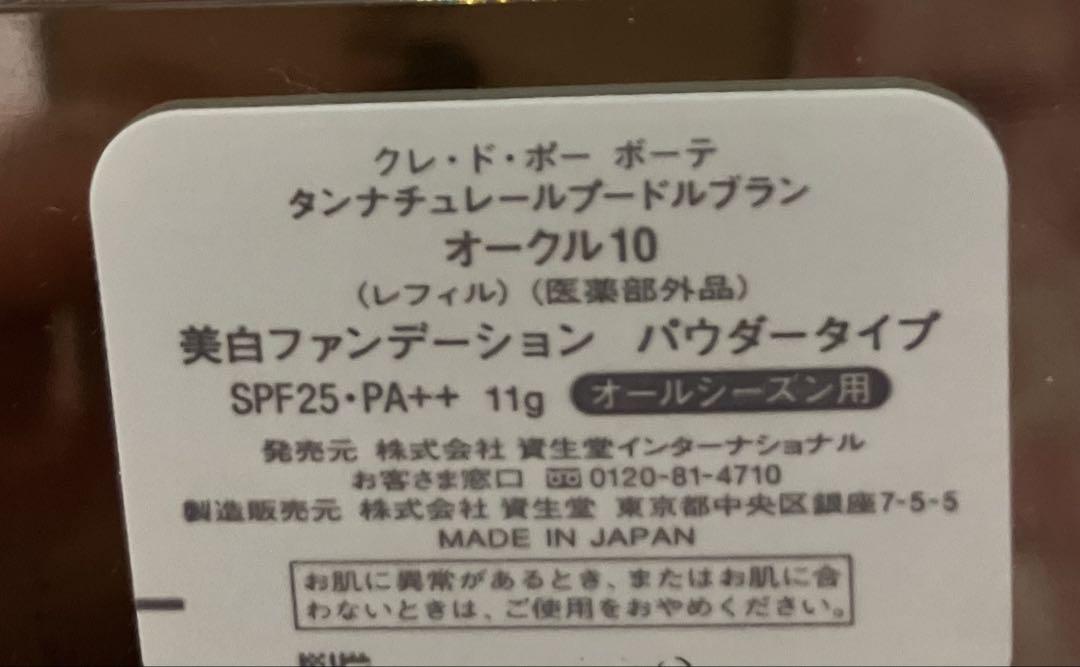 クレ・ド・ポー ボーテ
タンナチュレールプードルブラン
オークル10
（レフィル）（医薬部外品）
美白ファンデーション パウダータイプ
SPF25・PA++ 11g オールシーズン用
発売元 株式会社 資生堂インターナショナル
お客さま窓口 0120-81-4710
製造販売元 株式会社 資生堂 東京都中央区銀座7-5-5
MADE IN JAPAN
お肌に異常があるとき、またはお肌に合
わないときは、ご使用をおやめください。